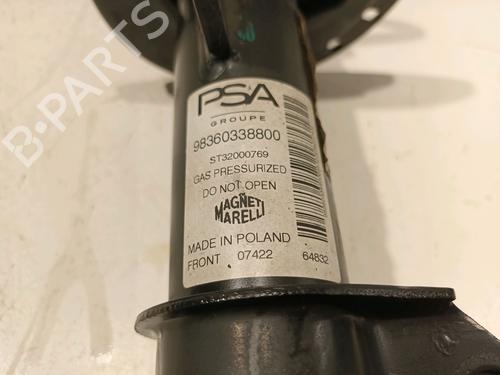 B-PARTS
PSA
GROUPE
98360338800
ST32000769
GAS PRESSURIZED
DO NOT OPEN
MAGNETI
MARELLI
MADE IN POLAND
FRONT 07422 64832